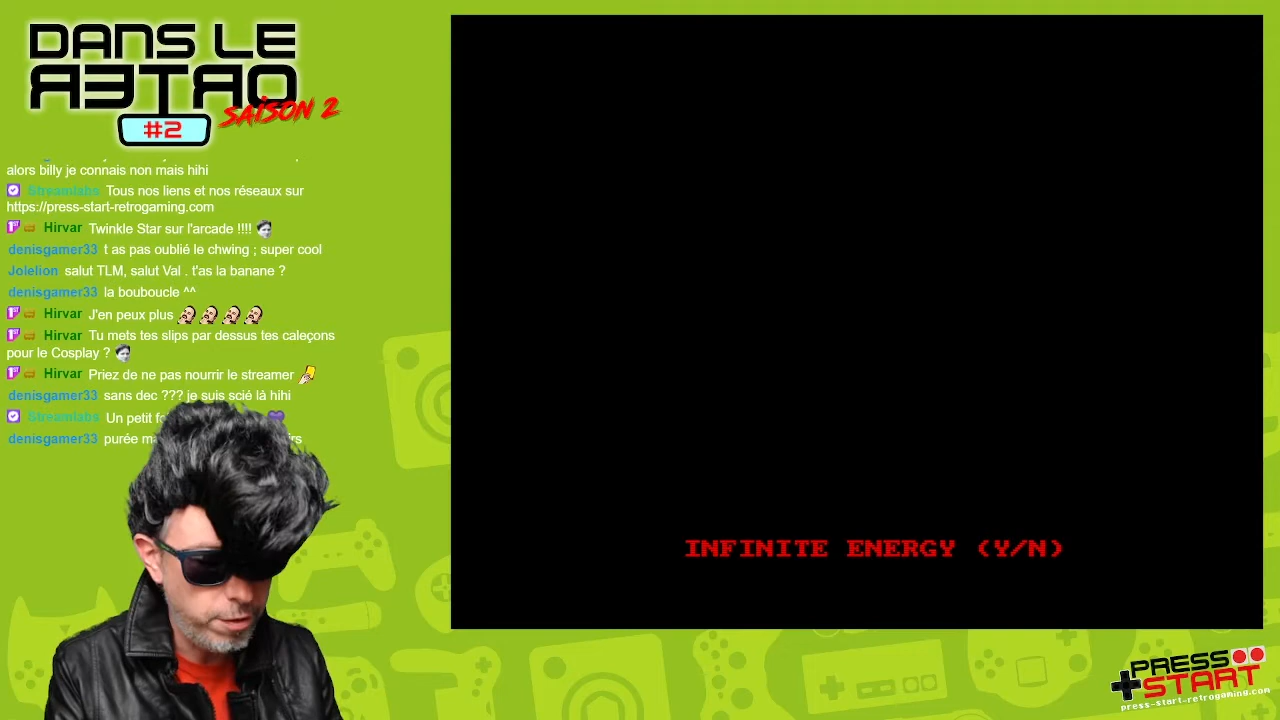 DANS LE
RETRO
SAISON 2
#2
alors billy je connais non mais hihi
Streamlabs Tous nos liens et nos réseaux sur
https://press-start-retrogaming.com
Hirvar Twinkle Star sur l'arcade !!!!
denisgamer33 t as pas oublié le chwing ; super cool
Jolelion salut TLM, salut Val . t'as la banane ?
denisgamer33 la bouboucle ^^
Hirvar J'en peux plus
Hirvar Tu mets tes slips par dessus tes caleçons
pour le Cosplay ?
Hirvar Priez de ne pas nourrir le streamer
denisgamer33 sans dec ??? je suis scié là hihi
Streamlabs Un petit
denisgamer33 purée
INFINITE ENERGY (Y/N)
PRESS
START
press-start-retrogaming.com